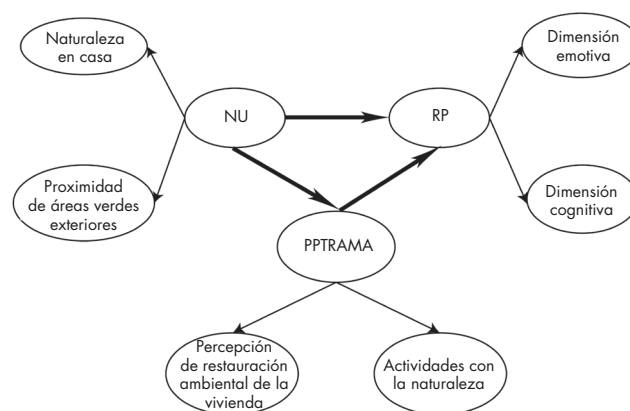 Naturaleza
en casa
Dimensión
emotiva
NU
RP
Proximidad
de áreas verdes
exteriores
Dimensión
cognitiva
PPTRAMA
Percepción
de restauración
ambiental de la
vivienda
Actividades con
la naturaleza